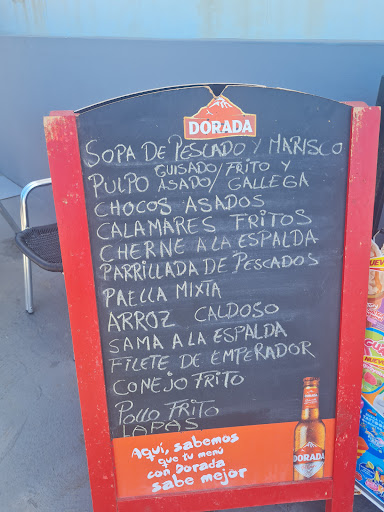 DORADA
SOPA DE PESCADO Y MARISCO
GUISADO/FRITO Y
PULPO ASADO/ GALLEGA
CHOCOS ASADOS
CALAMARES FRITOS
CHERNE A LA ESPALDA
PARRILLADA DE PESCADOS
PAELLA MIXTA
ARROZ CALDOSO
SAMA A LA ESPALDA
FILETE DE EMPERADOR
CONEJO FRITO
POLLO FRITO
TAPAS
Aquí, sabemos
que tu menú
con Dorada
sabe mejor
DORADA
NUEVO